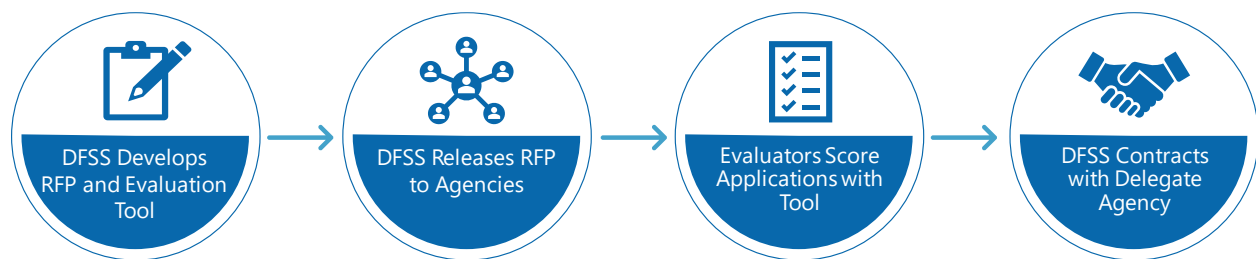 DFSS Develops
RFP and Evaluation
Tool
DFSS Releases RFP
to Agencies
Evaluators Score
Applications with
Tool
DFSS Contracts
with Delegate
Agency